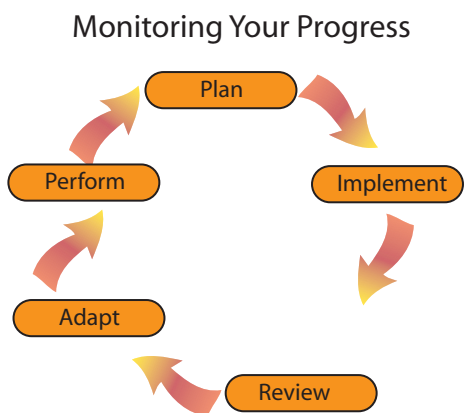 Monitoring Your Progress
Plan
Implement
Review
Adapt
Perform